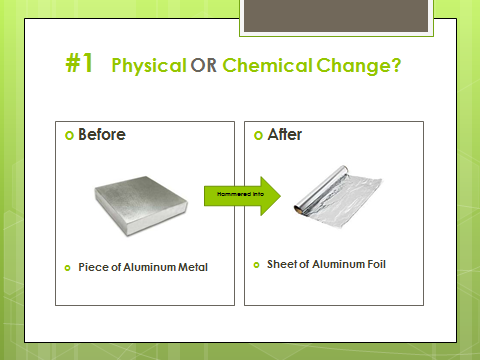 #1 Physical OR Chemical Change?
Before
Hammered into
After
Piece of Aluminum Metal
Sheet of Aluminum Foil